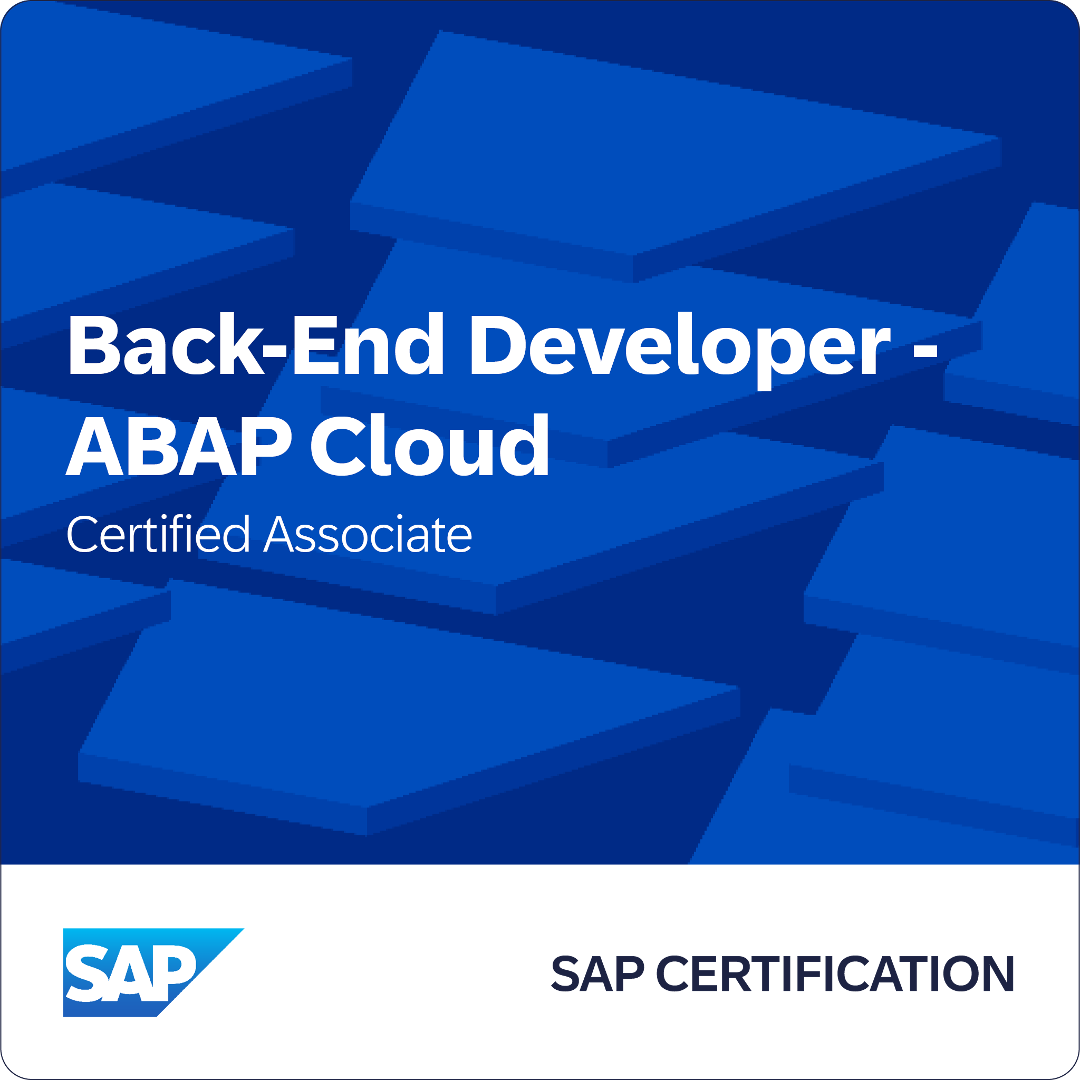 Back-End Developer -
ABAP Cloud
Certified Associate
SAP
SAP CERTIFICATION